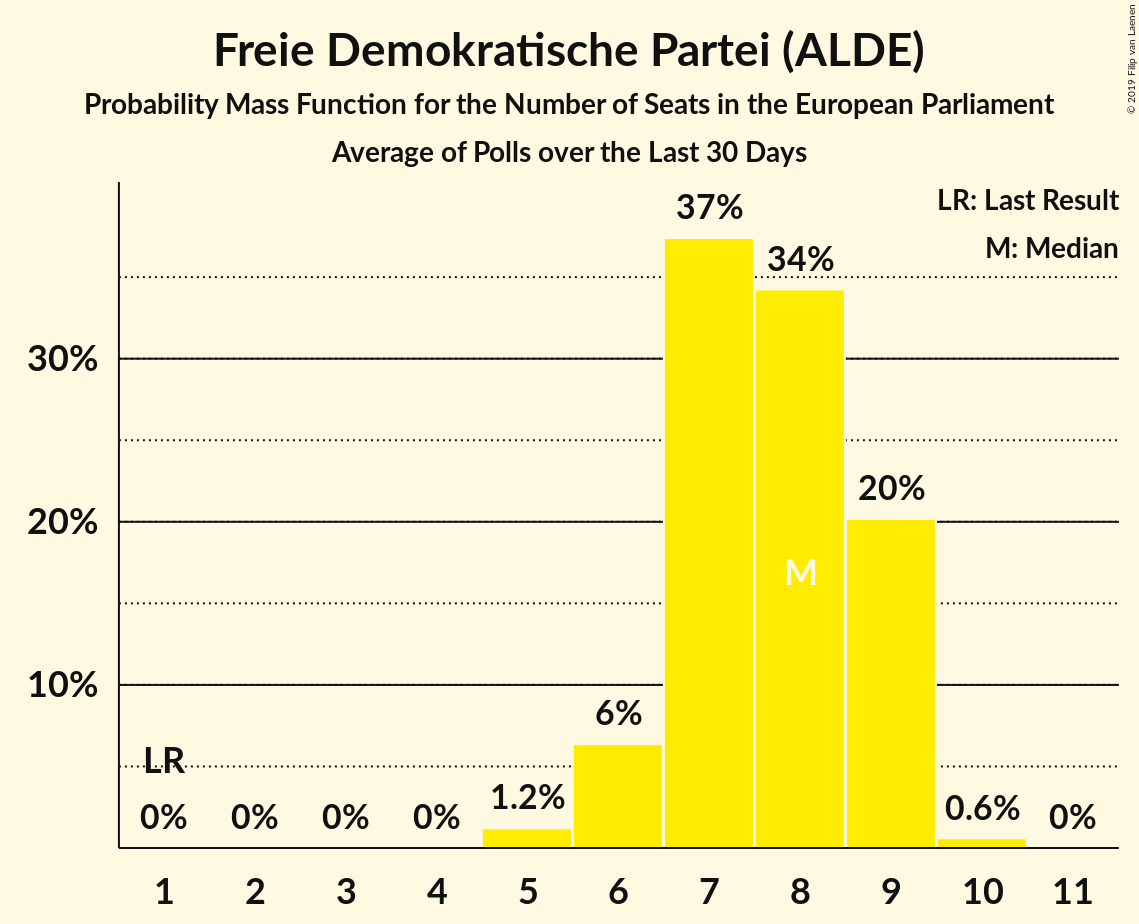 Freie Demokratische Partei (ALDE)
Probability Mass Function for the Number of Seats in the European Parliament
Average of Polls over the Last 30 Days
© 2019 Filip van Laenen
LR: Last Result
M: Median
37%
34%
30%
20%
20%
M
10%
6%
LR
1.2%
0.6%
0% 0% 0% 0% 0%
1 2 3 4 5 6 7 8 9 10 11